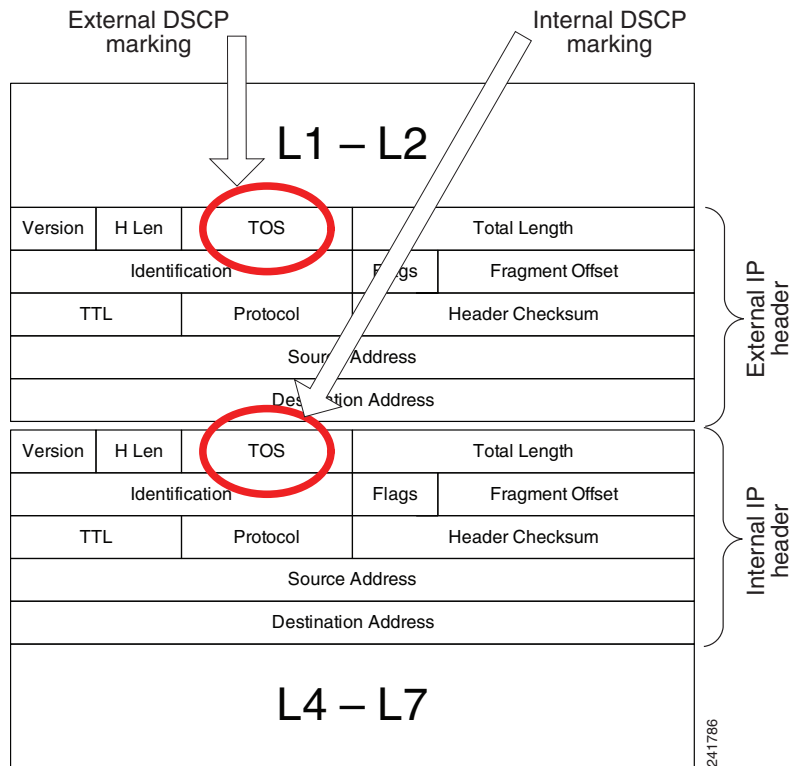 External DSCP
marking
Internal DSCP
marking
L1 – L2
Version H Len TOS Total Length
Identification Flags Fragment Offset
TTL Protocol Header Checksum
Source Address
Destination Address
External IP
header
Version H Len TOS Total Length
Identification Flags Fragment Offset
TTL Protocol Header Checksum
Source Address
Destination Address
Internal IP
header
L4 – L7
241786